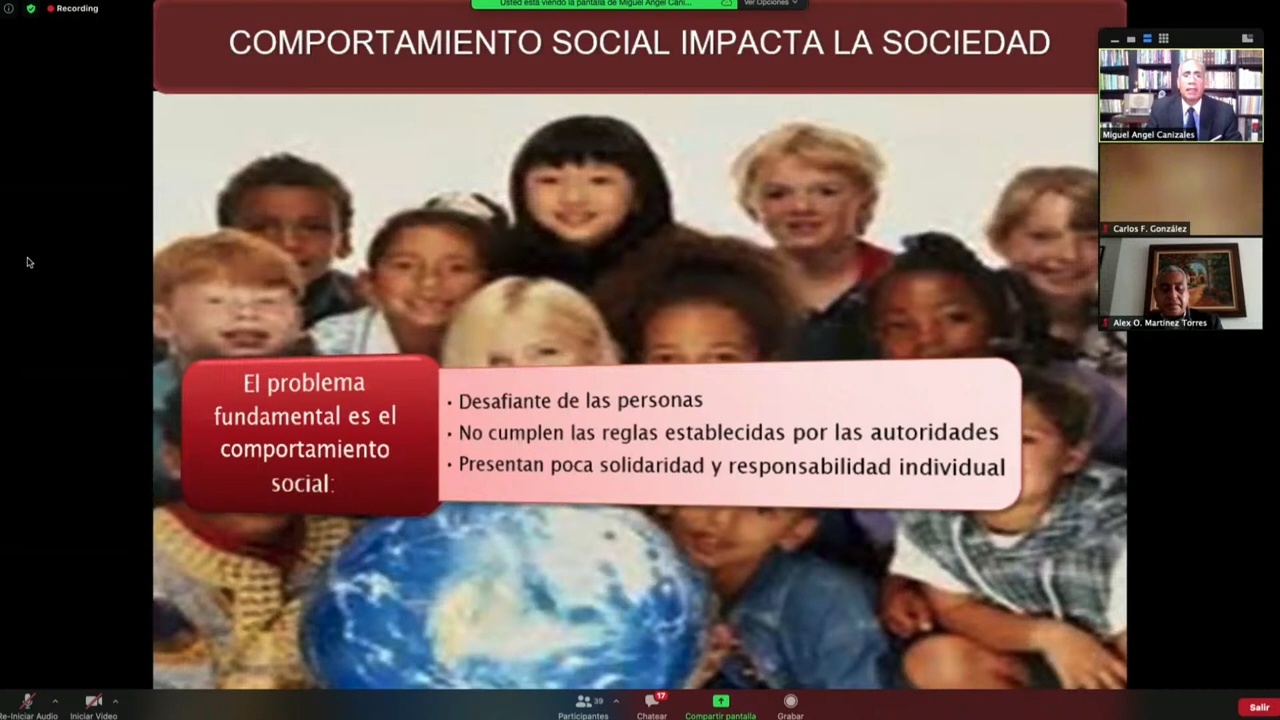 Recording
Usted está viendo la pantalla de Miguel Angel Cani...
Ver Opciones
COMPORTAMIENTO SOCIAL IMPACTA LA SOCIEDAD
Miguel Angel Canizales
Carlos F. González
Alex O. Martínez Torres
El problema
fundamental es el
comportamiento
social:
• Desafiante de las personas
• No cumplen las reglas establecidas por las autoridades
• Presentan poca solidaridad y responsabilidad individual
Re-Iniciar Audio
Iniciar Video
39
Participantes
17
Chatear
Compartir pantalla
Grabar
Salir